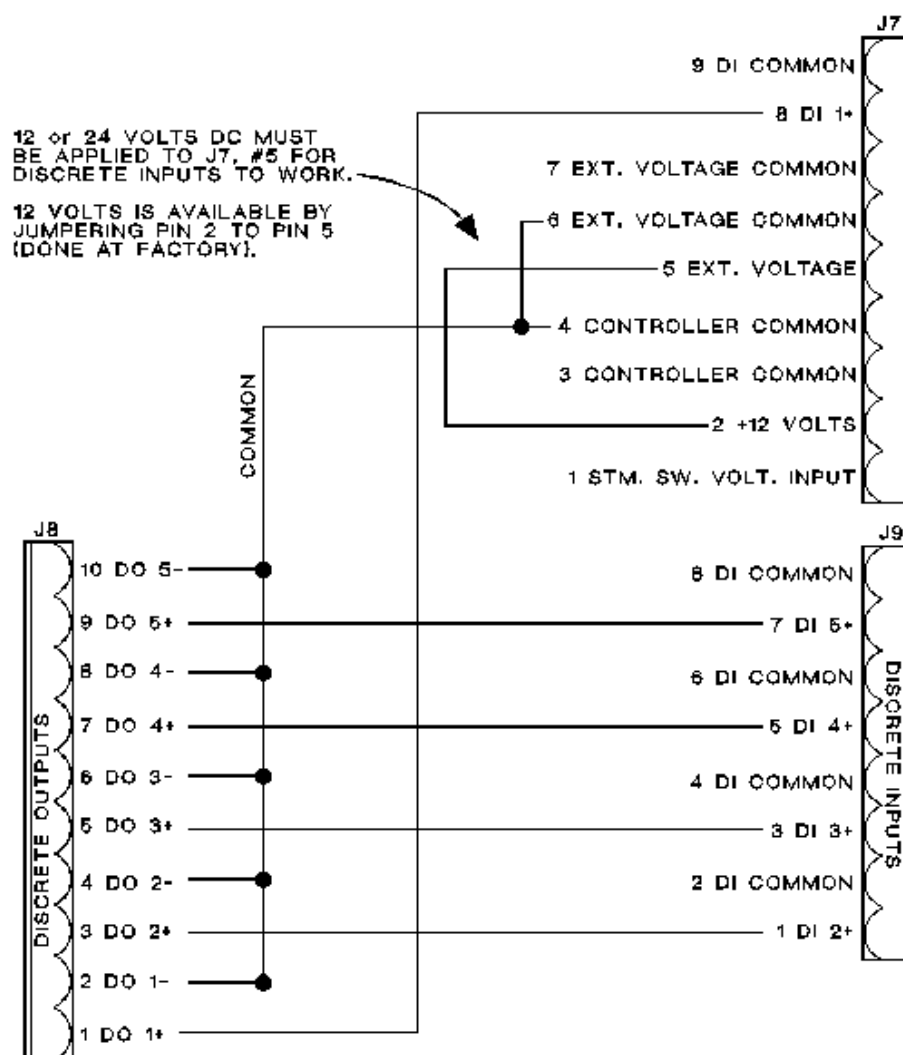 J7
9 DI COMMON
8 DI 1+
12 or 24 VOLTS DC MUST
BE APPLIED TO J7, #5 FOR
DISCRETE INPUTS TO WORK.
12 VOLTS IS AVAILABLE BY
JUMPERING PIN 2 TO PIN 5
(DONE AT FACTORY).
7 EXT. VOLTAGE COMMON
6 EXT. VOLTAGE COMMON
5 EXT. VOLTAGE
4 CONTROLLER COMMON
3 CONTROLLER COMMON
2 +12 VOLTS
1 STM. SW. VOLT. INPUT
COMMON
J8
10 DO 5-
9 DO 5+
8 DO 4-
7 DO 4+
6 DO 3-
5 DO 3+
4 DO 2-
3 DO 2+
2 DO 1-
1 DO 1+
DISCRETE OUTPUTS
J9
8 DI COMMON
7 DI 5+
6 DI COMMON
5 DI 4+
4 DI COMMON
3 DI 3+
2 DI COMMON
1 DI 2+
DISCRETE INPUTS